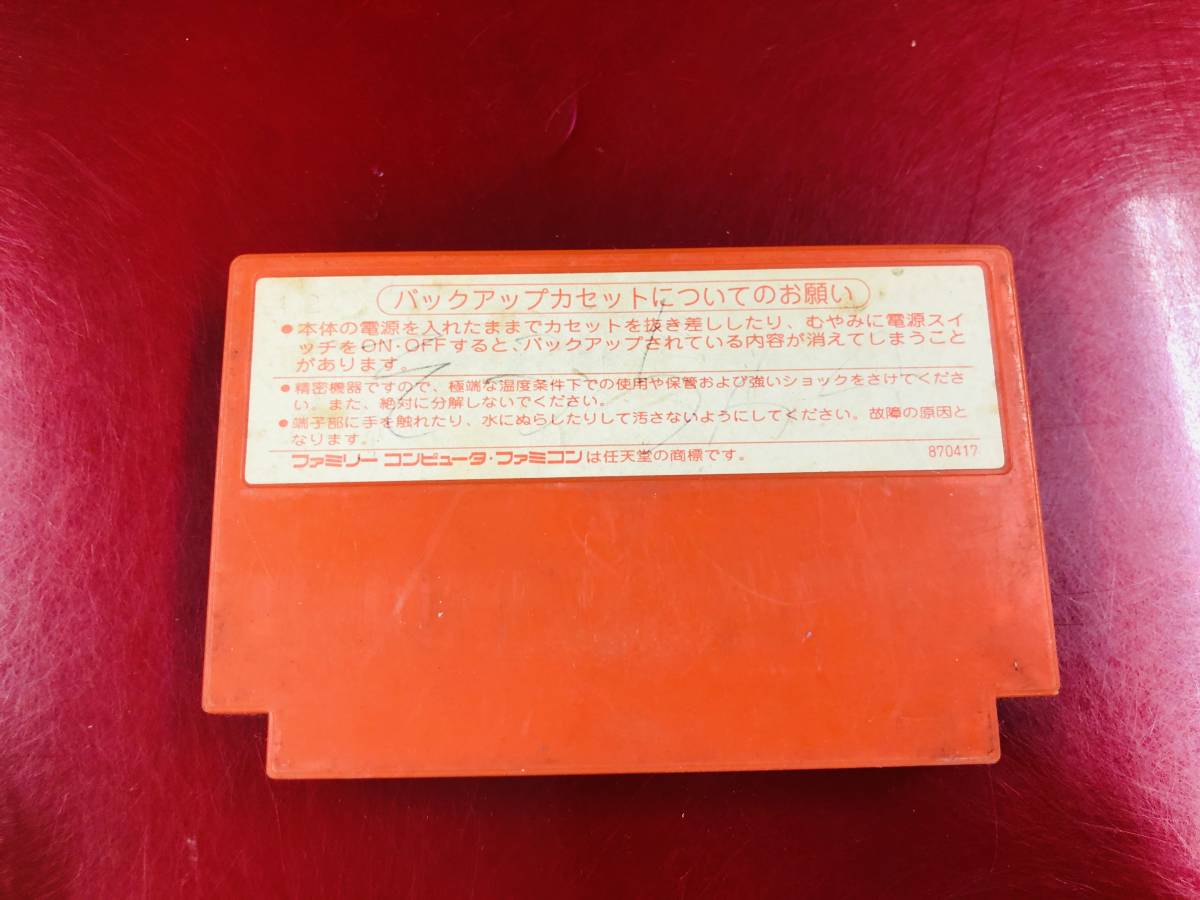 バックアップカセットについてのお願い
●本体の電源を入れたままでカセットを抜き差ししたり、むやみに電源スイ
ッチをON・OFFすると、バックアップされている内容が消えてしまうこと
があります。
●精密機器ですので、極端な温度条件下での使用や保管および強いショックをさけてくださ
い。また、絶対に分解しないでください。
●端子部に手を触れたり、水にぬらしたりして汚さないようにしてください。故障の原因と
なります。
ファミリーコンピュータ・ファミコンは任天堂の商標です。 870417